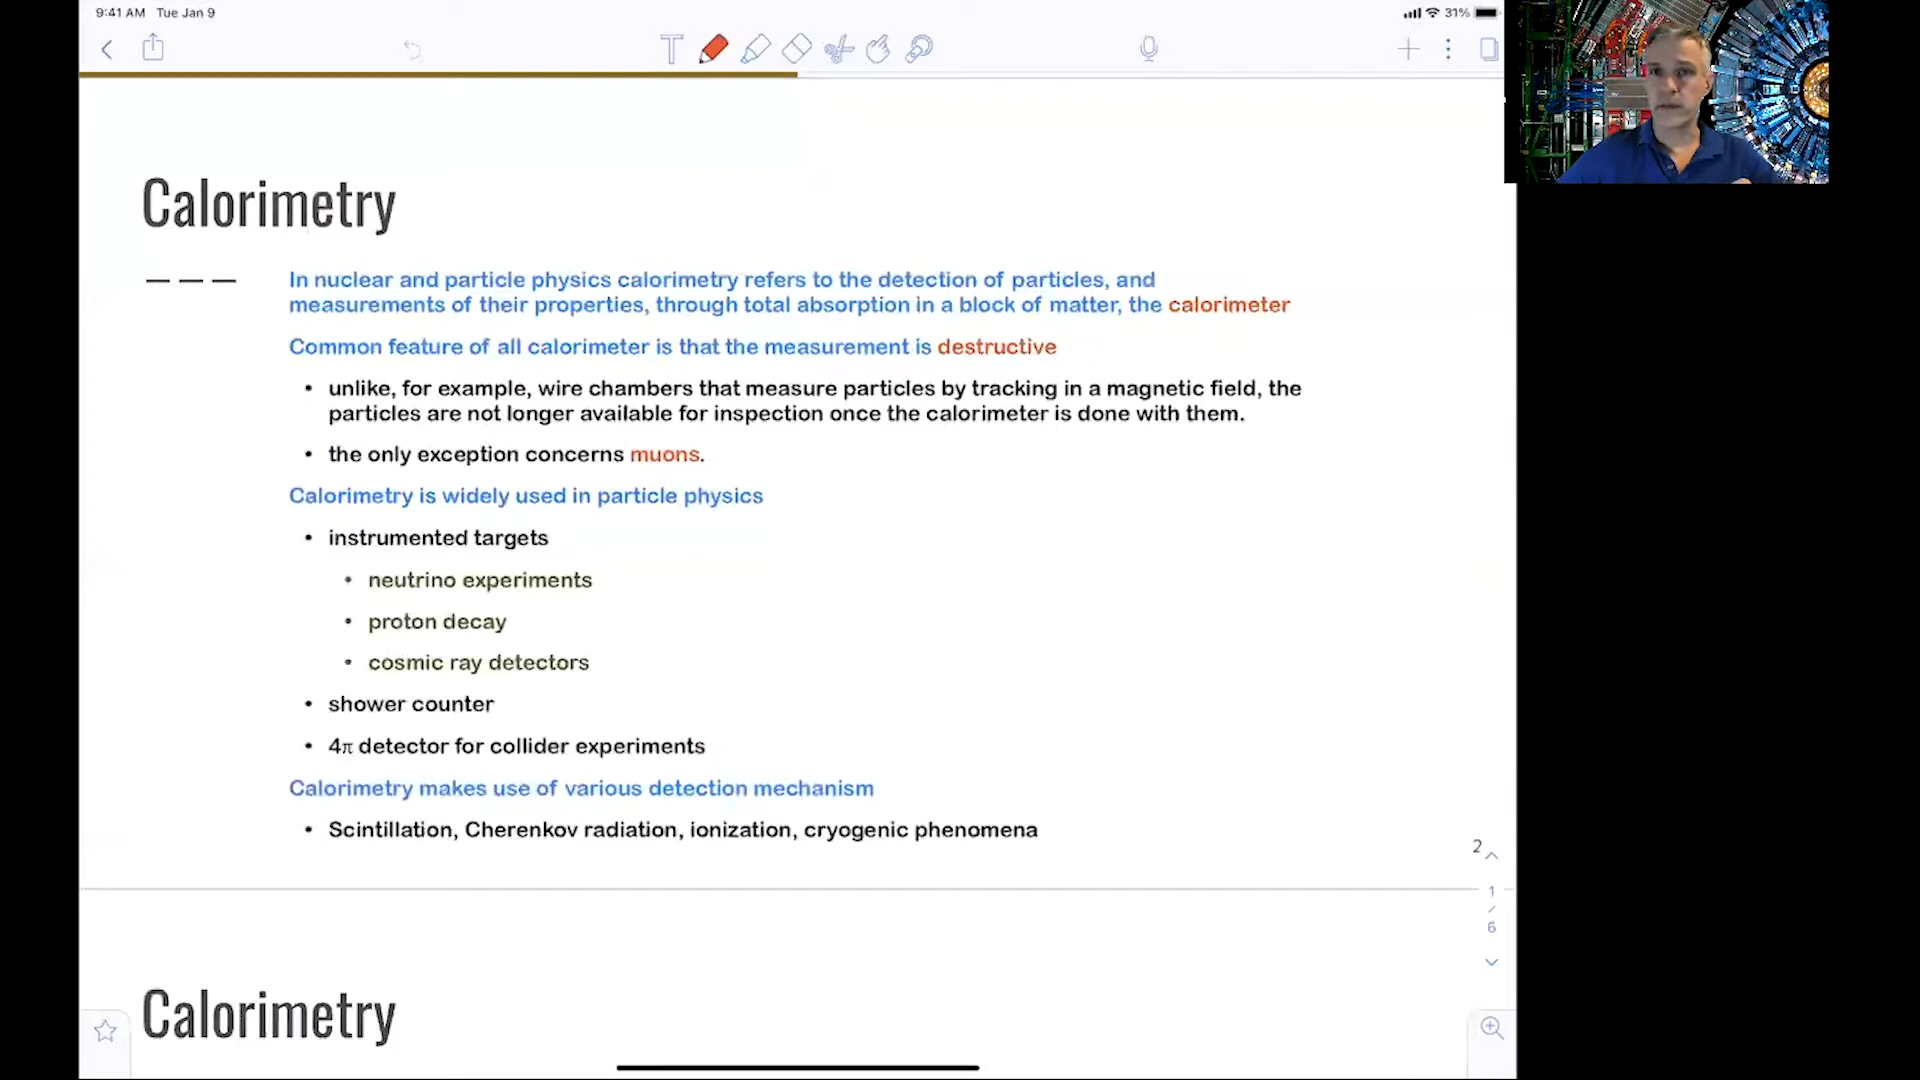 9:41 AM Tue Jan 9
31%
Calorimetry
In nuclear and particle physics calorimetry refers to the detection of particles, and
measurements of their properties, through total absorption in a block of matter, the calorimeter
Common feature of all calorimeter is that the measurement is destructive
• unlike, for example, wire chambers that measure particles by tracking in a magnetic field, the
particles are not longer available for inspection once the calorimeter is done with them.
• the only exception concerns muons.
Calorimetry is widely used in particle physics
• instrumented targets
• neutrino experiments
• proton decay
• cosmic ray detectors
• shower counter
• 4π detector for collider experiments
Calorimetry makes use of various detection mechanism
• Scintillation, Cherenkov radiation, ionization, cryogenic phenomena
2
1
/
6
Calorimetry